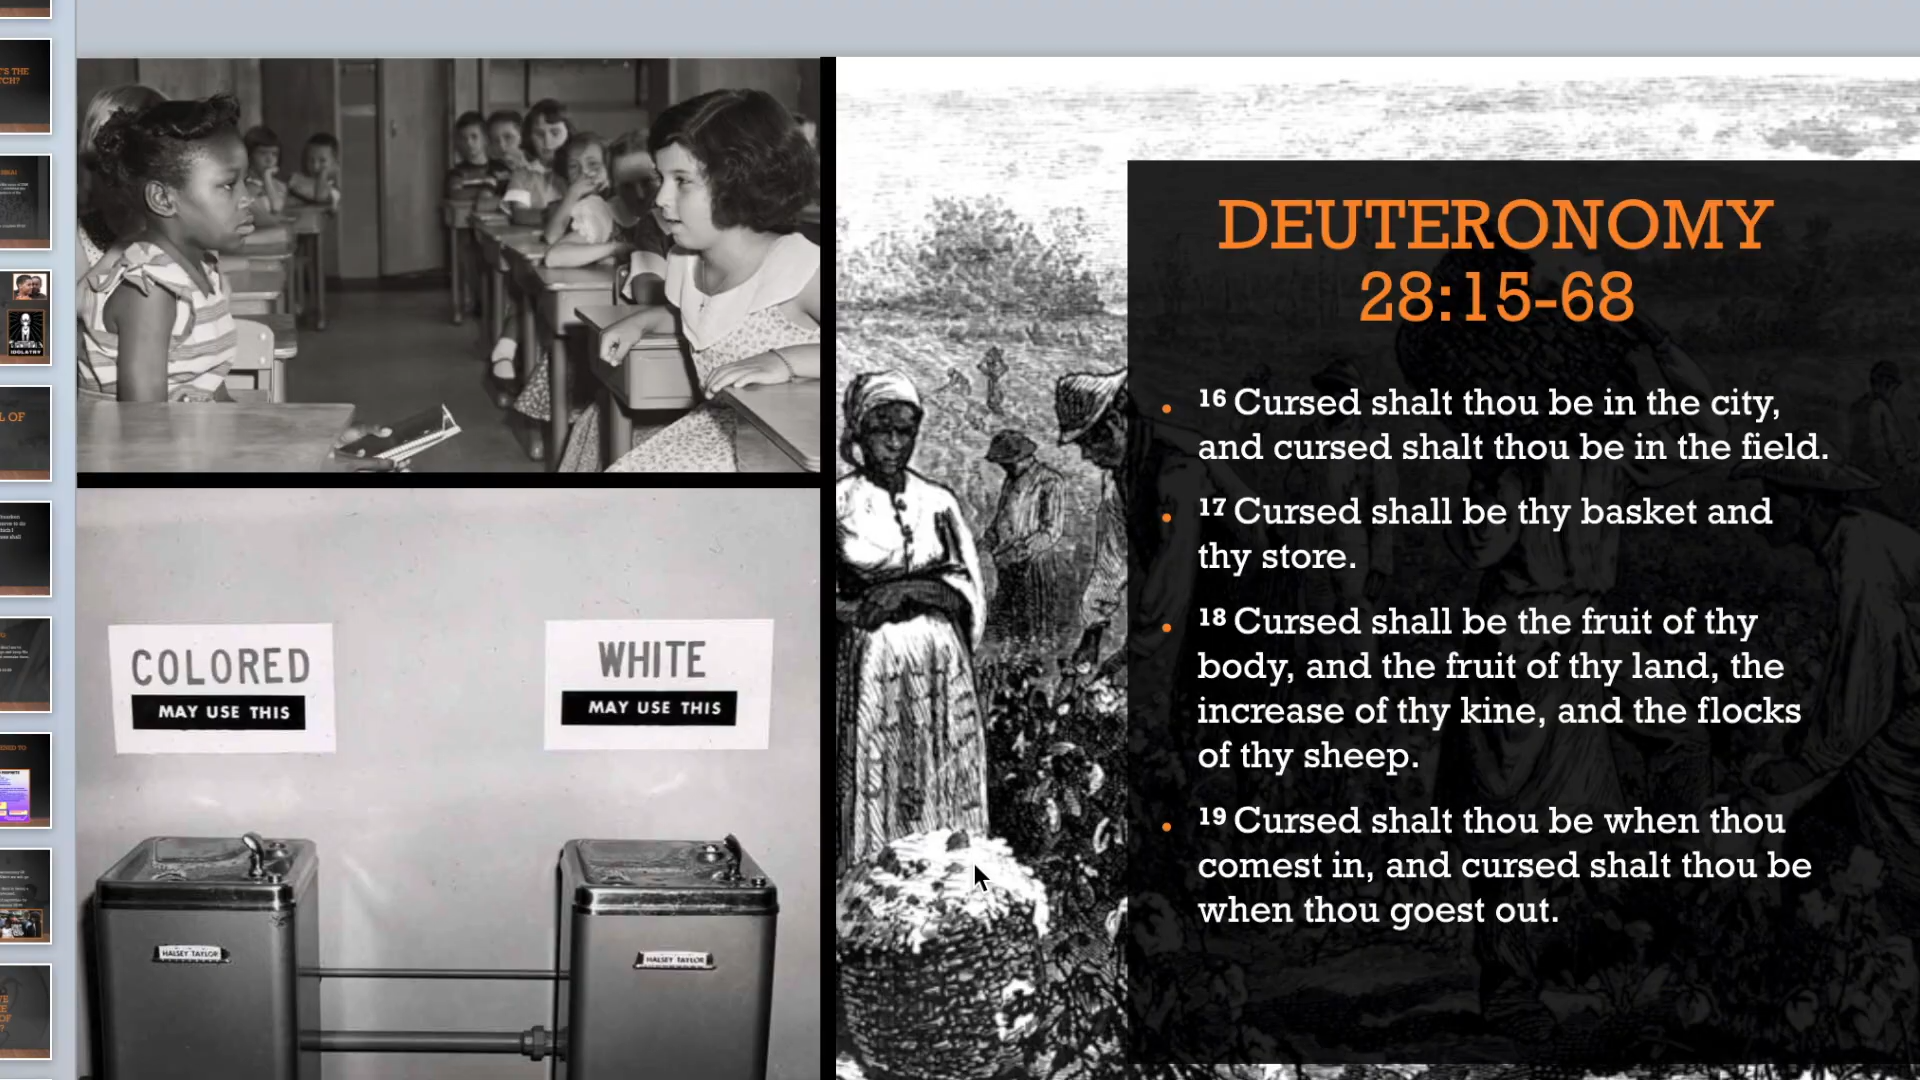 'S THE
TCH?
IDOLATRY
L OF
COLORED
MAY USE THIS
WHITE
MAY USE THIS
HALSEY TAYLOR
HALSEY TAYLOR
DEUTERONOMY
28:15-68
16 Cursed shalt thou be in the city,
and cursed shalt thou be in the field.
17 Cursed shall be thy basket and
thy store.
18 Cursed shall be the fruit of thy
body, and the fruit of thy land, the
increase of thy kine, and the flocks
of thy sheep.
19 Cursed shalt thou be when thou
comest in, and cursed shalt thou be
when thou goest out.